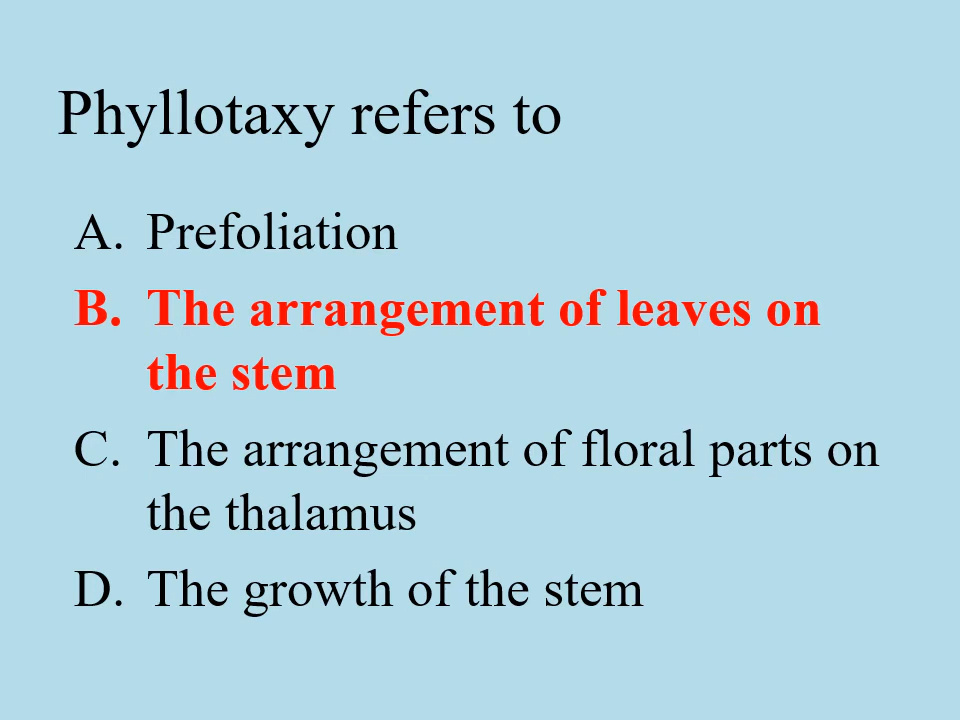 Phyllotaxy refers to
A. Prefoliation
B. The arrangement of leaves on
the stem
C. The arrangement of floral parts on
the thalamus
D. The growth of the stem